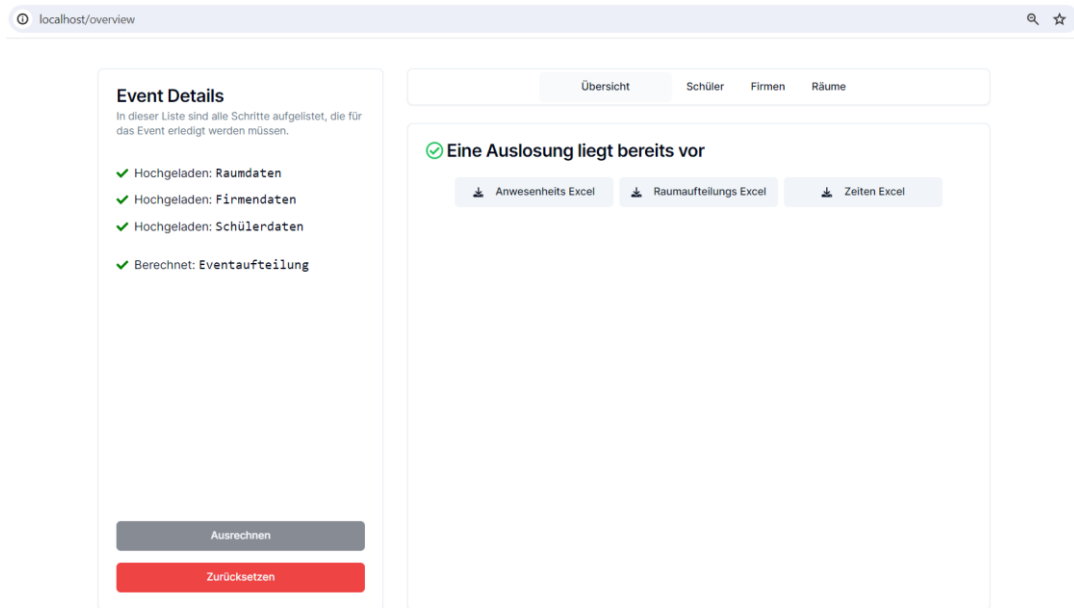 localhost/overview
Event Details
In dieser Liste sind alle Schritte aufgelistet, die für
das Event erledigt werden müssen.
Hochgeladen: Raumdaten
Hochgeladen: Firmendaten
Hochgeladen: Schülerdaten
Berechnet: Eventaufteilung
Ausrechnen
Zurücksetzen
Übersicht Schüler Firmen Räume
Eine Auslosung liegt bereits vor
Anwesenheits Excel Raumaufteilungs Excel Zeiten Excel